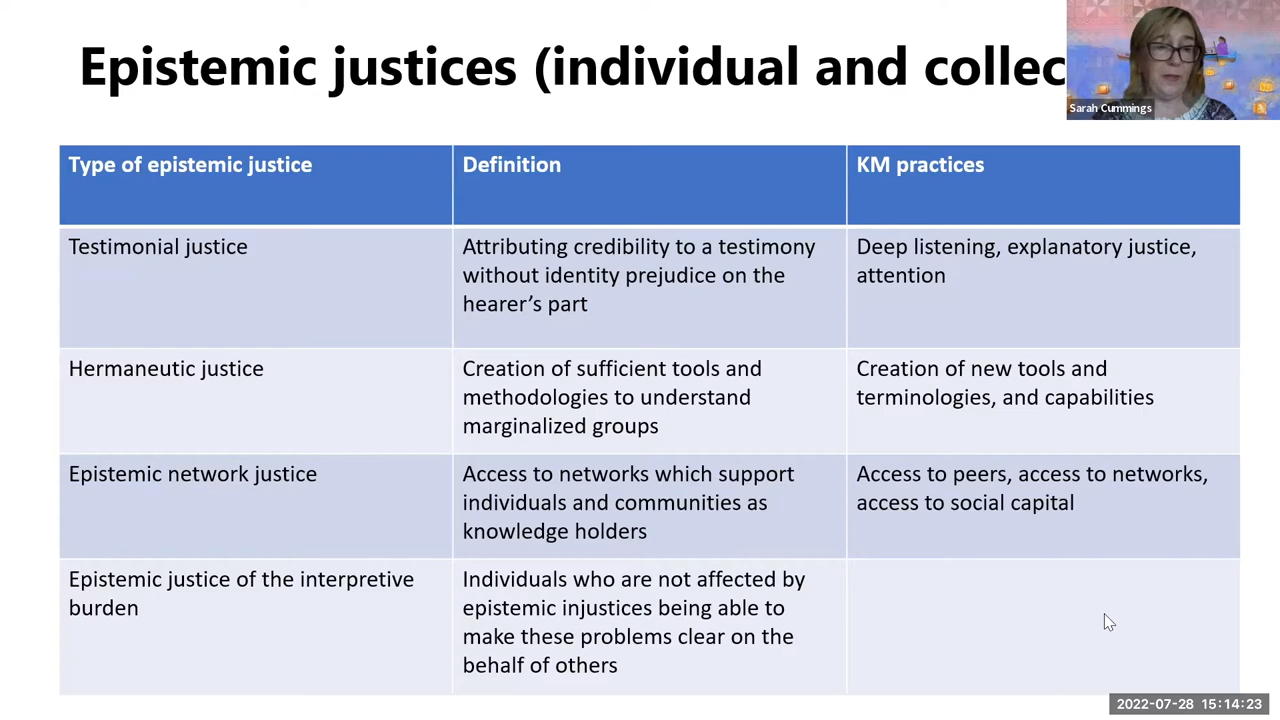 Epistemic justices (individual and collec
Sarah Cummings
Type of epistemic justice
Definition
KM practices
Testimonial justice
Attributing credibility to a testimony
without identity prejudice on the
hearer's part
Deep listening, explanatory justice,
attention
Hermaneutic justice
Creation of sufficient tools and
methodologies to understand
marginalized groups
Creation of new tools and
terminologies, and capabilities
Epistemic network justice
Access to networks which support
individuals and communities as
knowledge holders
Access to peers, access to networks,
access to social capital
Epistemic justice of the interpretive
burden
Individuals who are not affected by
epistemic injustices being able to
make these problems clear on the
behalf of others
2022-07-28 15:14:23